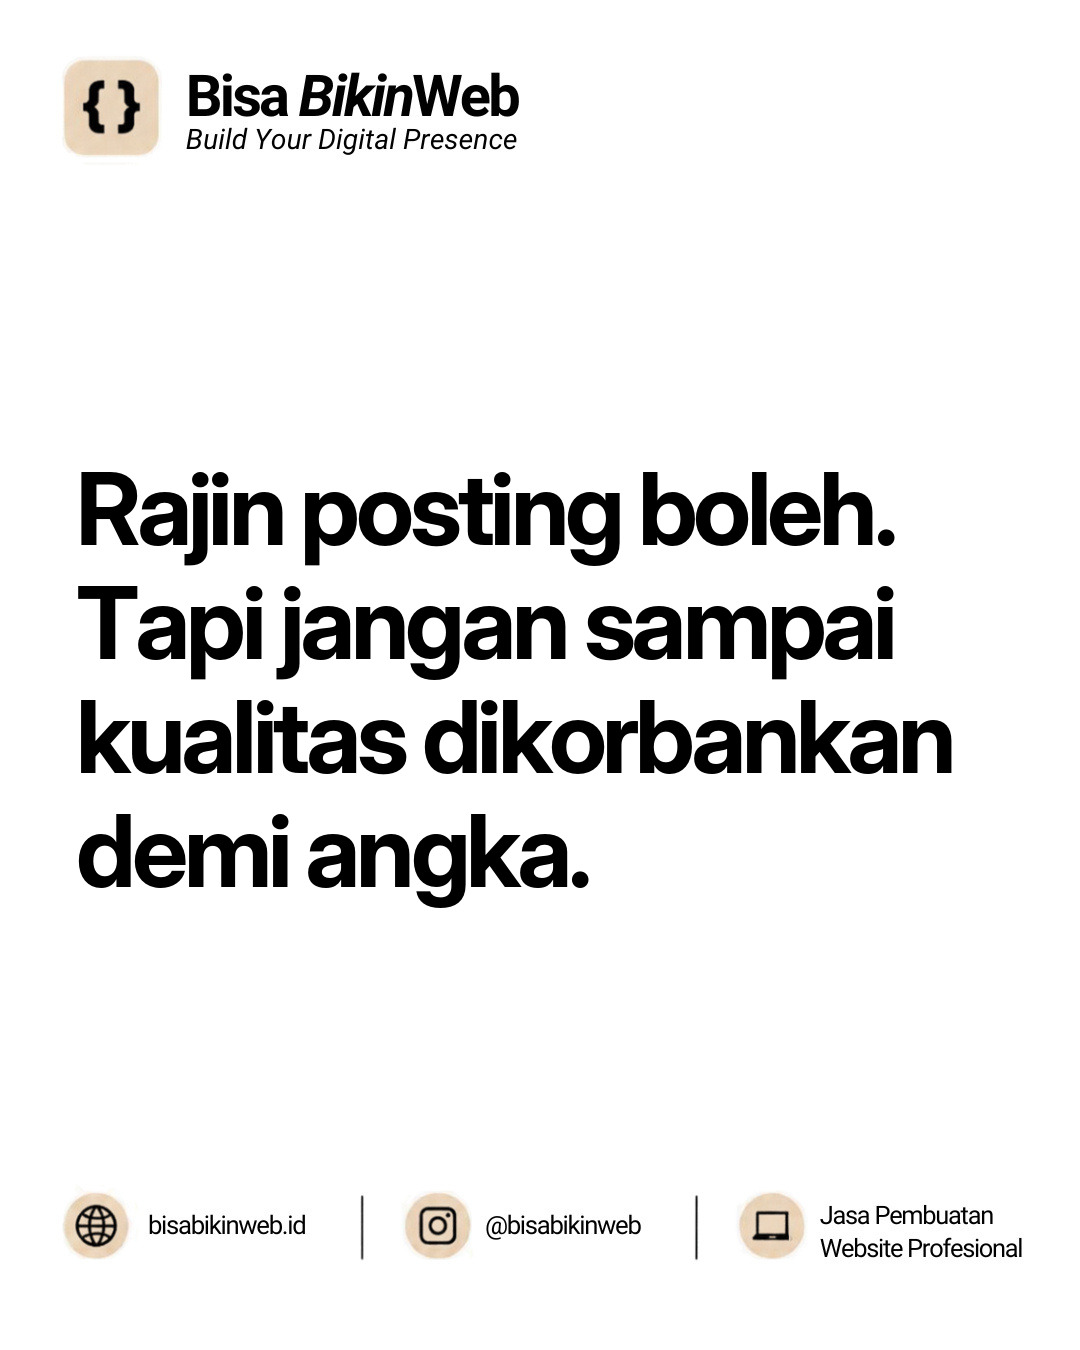 { }
Bisa BikinWeb
Build Your Digital Presence
Rajin posting boleh.
Tapi jangan sampai
kualitas dikorbankan
demi angka.
bisabikinweb.id
@bisabikinweb
Jasa Pembuatan
Website Profesional